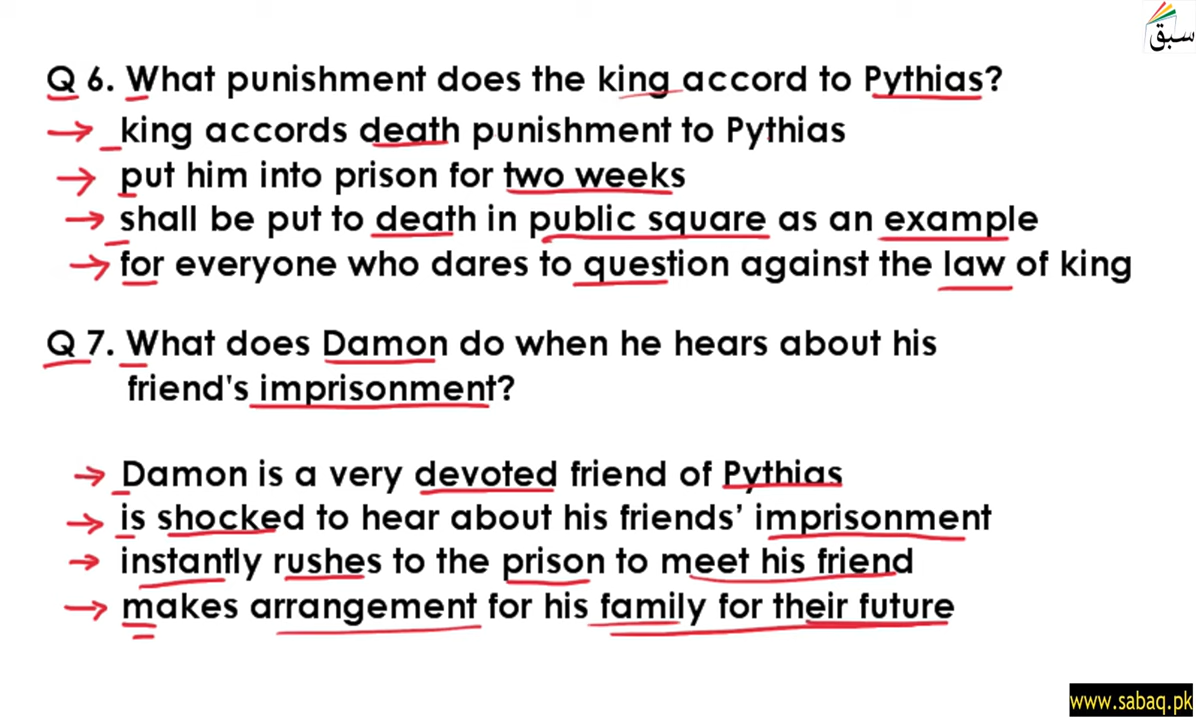 سبق
Q 6. What punishment does the king accord to Pythias?
king accords death punishment to Pythias
put him into prison for two weeks
shall be put to death in public square as an example
for everyone who dares to question against the law of king
Q 7. What does Damon do when he hears about his
friend's imprisonment?
Damon is a very devoted friend of Pythias
is shocked to hear about his friends’ imprisonment
instantly rushes to the prison to meet his friend
makes arrangement for his family for their future
www.sabaq.pk